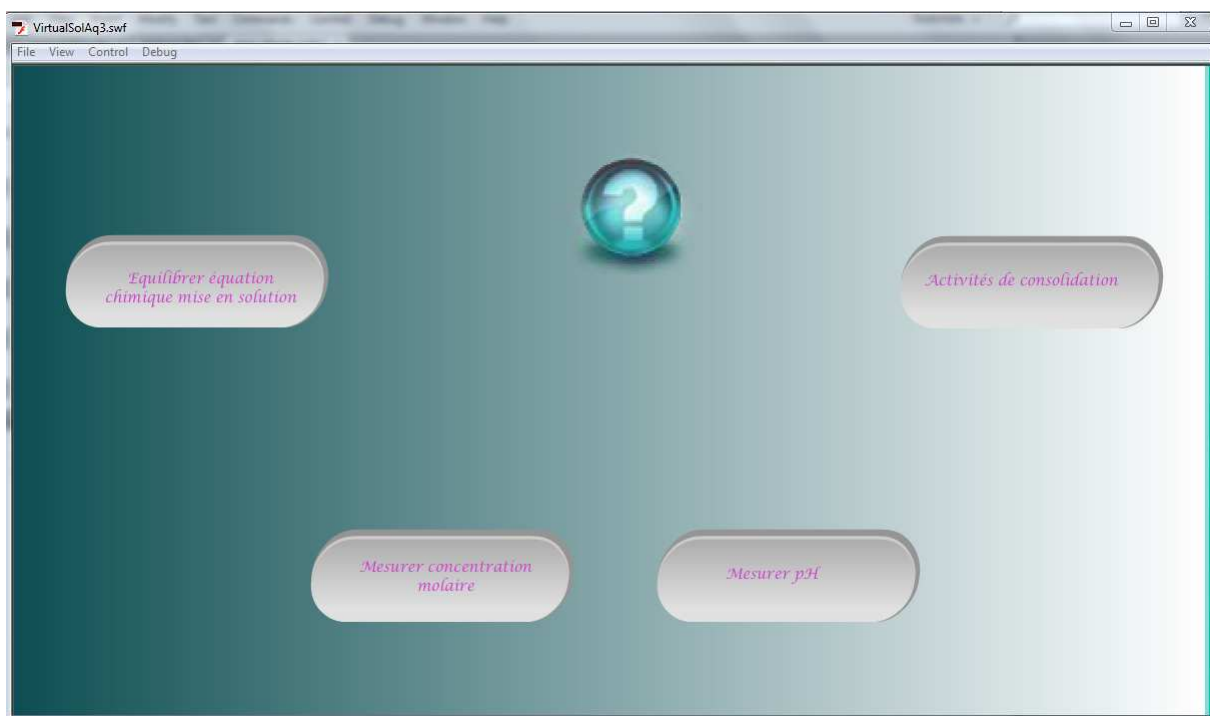 VirtualSolAq3.swf
File View Control Debug
?
Equilibrer équation
chimique mise en solution
Activités de consolidation
Mesurer concentration
molaire
Mesurer pH